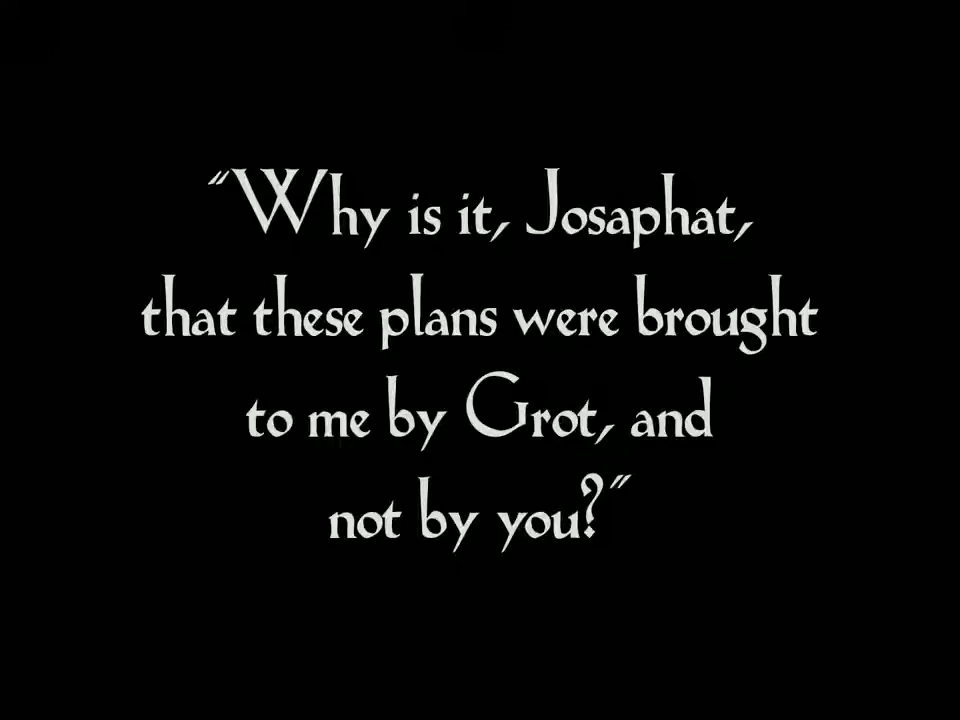 "Why is it, Josaphat,
that these plans were brought
to me by Grot, and
not by you?"